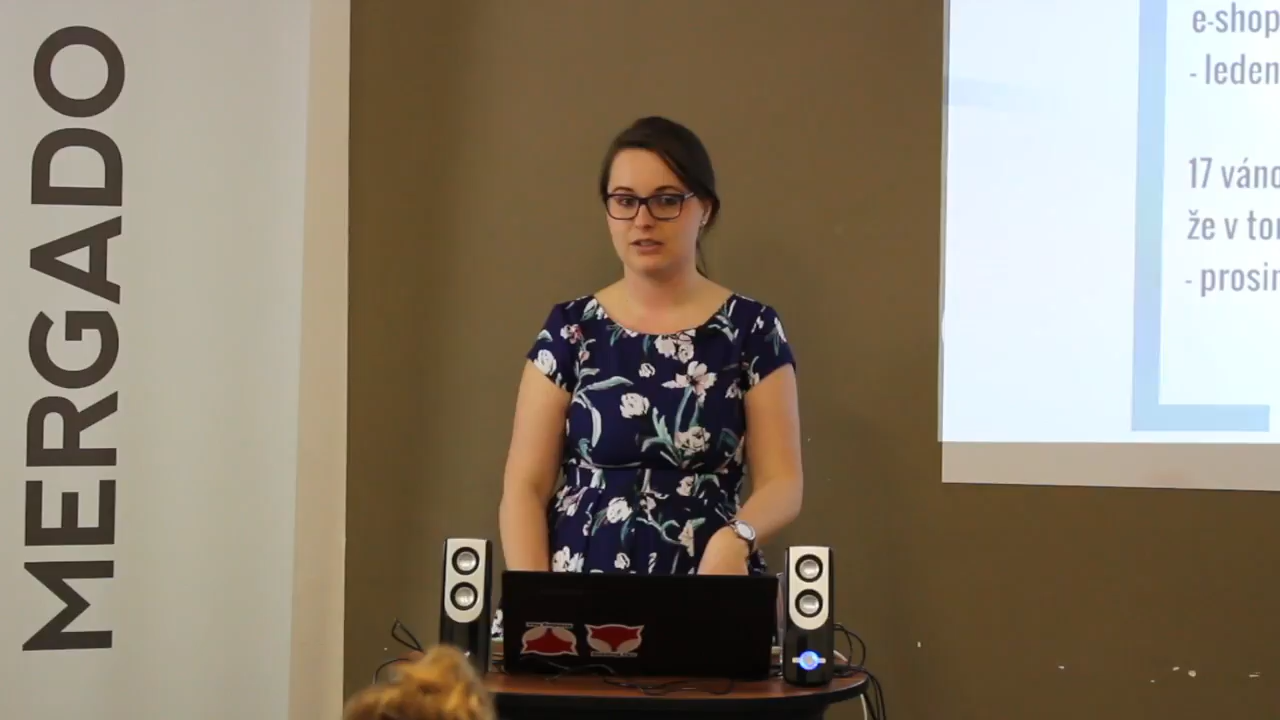 MERGADO
e-shop
- leden
17 váno
že v to
- prosin